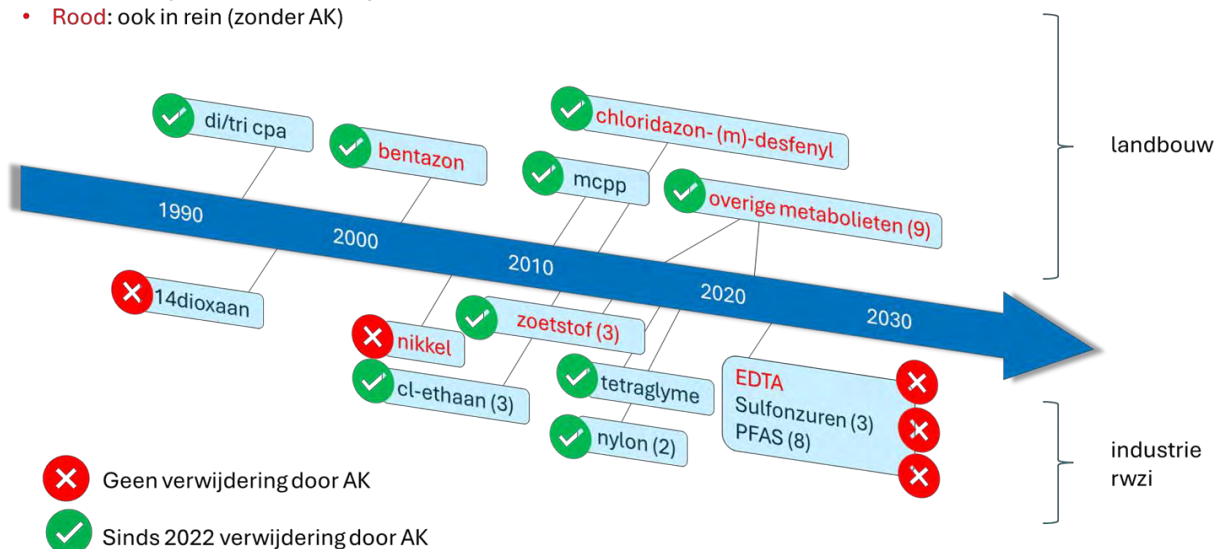 • Rood: ook in rein (zonder AK)
di/tri cpa
bentazon
chloridazon- (m)-desfenyl
mcpp
overige metabolieten (9)
landbouw
1990
2000
2010
2020
2030
14dioxaan
nikkel
cl-ethaan (3)
zoetstof (3)
tetraglyme
nylon (2)
EDTA
Sulfonzuren (3)
PFAS (8)
industrie
rwzi
Geen verwijdering door AK
Sinds 2022 verwijdering door AK